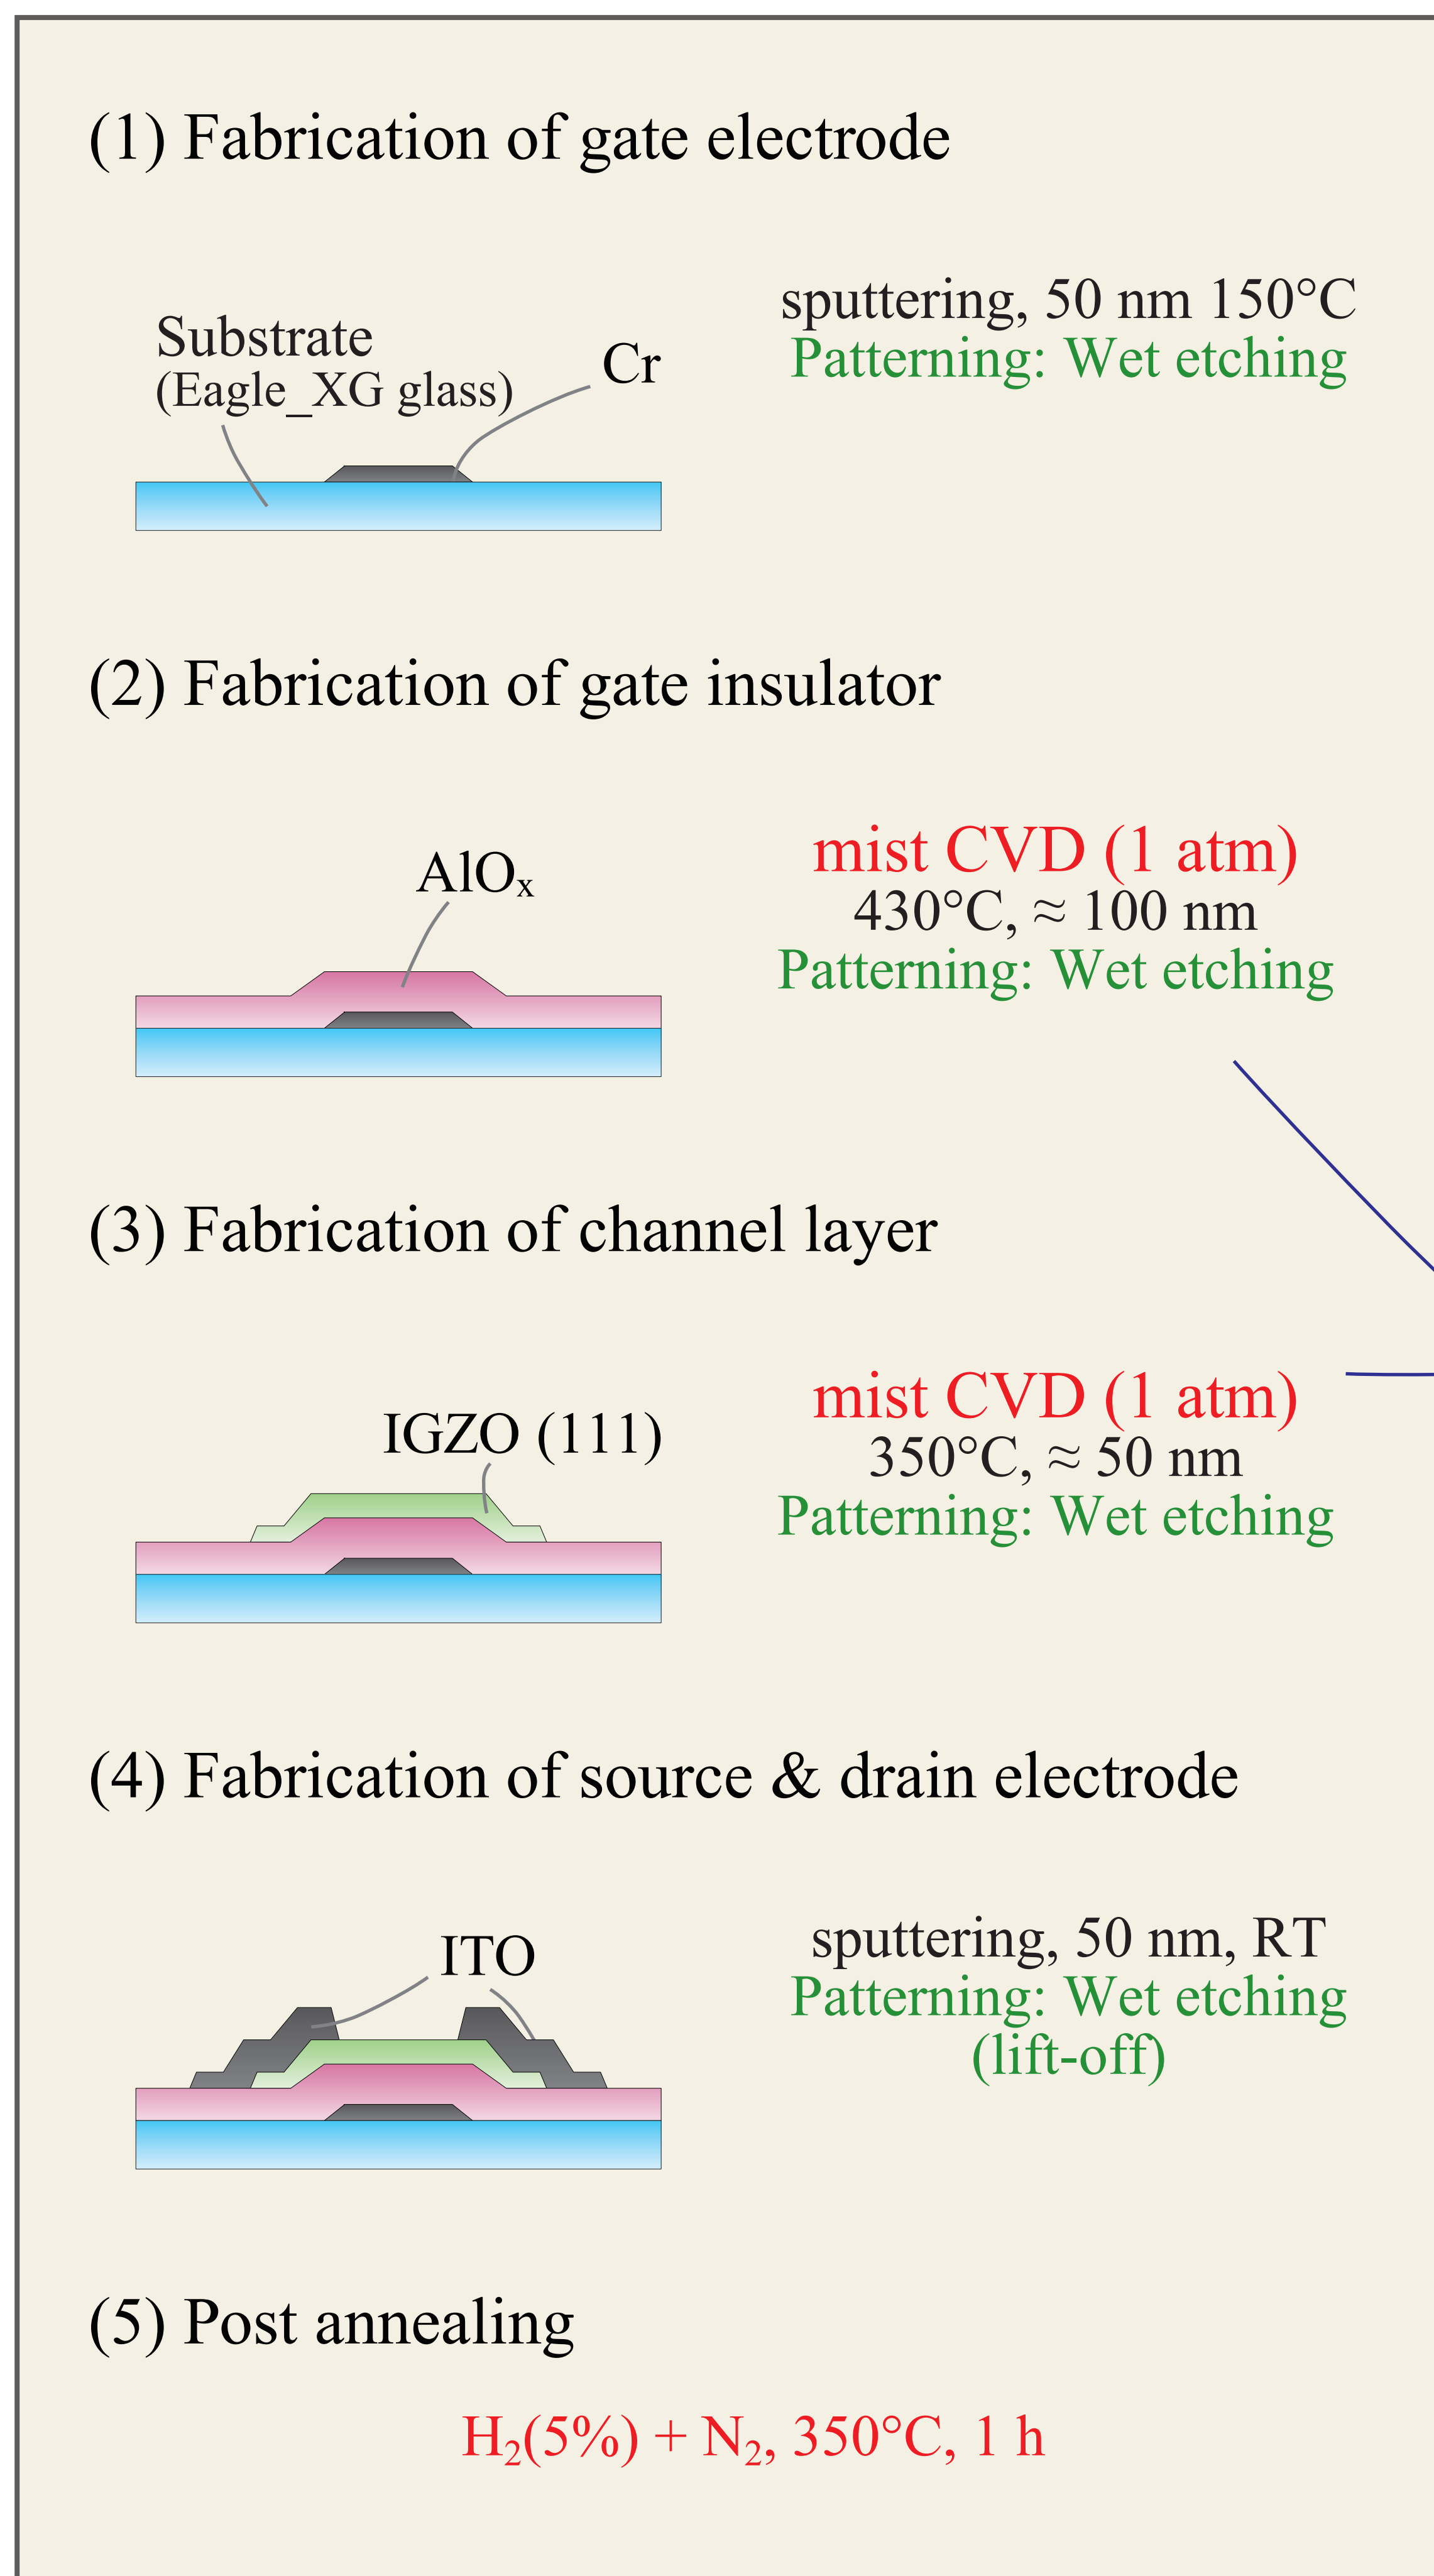 (1) Fabrication of gate electrode
sputtering, 50 nm 150°C
Patterning: Wet etching
Substrate
(Eagle_XG glass)
Cr
(2) Fabrication of gate insulator
mist CVD (1 atm)
430°C, ≈ 100 nm
Patterning: Wet etching
AlOₓ
(3) Fabrication of channel layer
mist CVD (1 atm)
350°C, ≈ 50 nm
Patterning: Wet etching
IGZO (111)
(4) Fabrication of source & drain electrode
sputtering, 50 nm, RT
Patterning: Wet etching
(lift-off)
ITO
(5) Post annealing
H₂(5%) + N₂, 350°C, 1 h